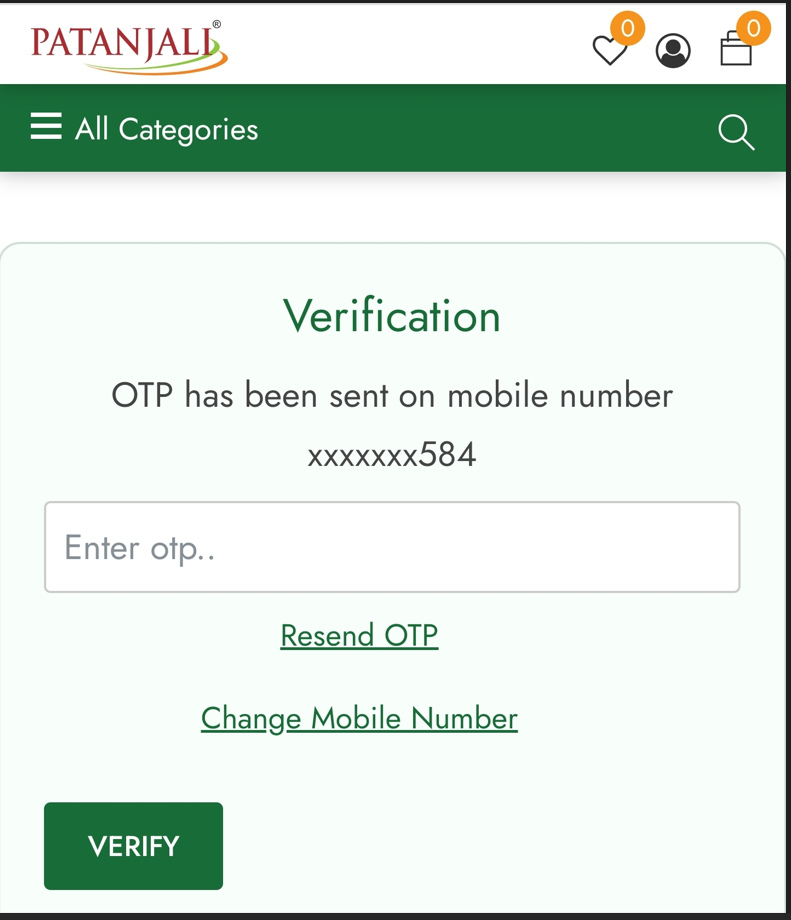 PATANJALI®
0
0
All Categories
Verification
OTP has been sent on mobile number
xxxxxxx584
Enter otp..
Resend OTP
Change Mobile Number
VERIFY